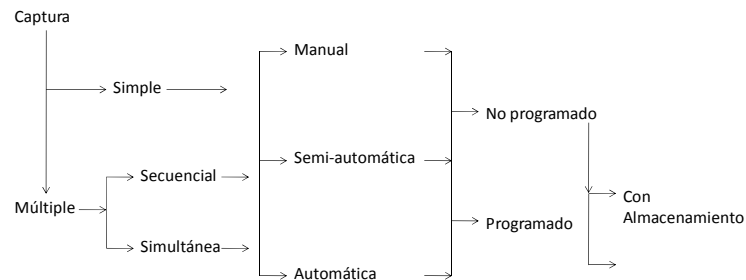 Captura
Manual
Simple
No programado
Semi-automática
Secuencial
Con
Almacenamiento
Múltiple
Programado
Simultánea
Automática